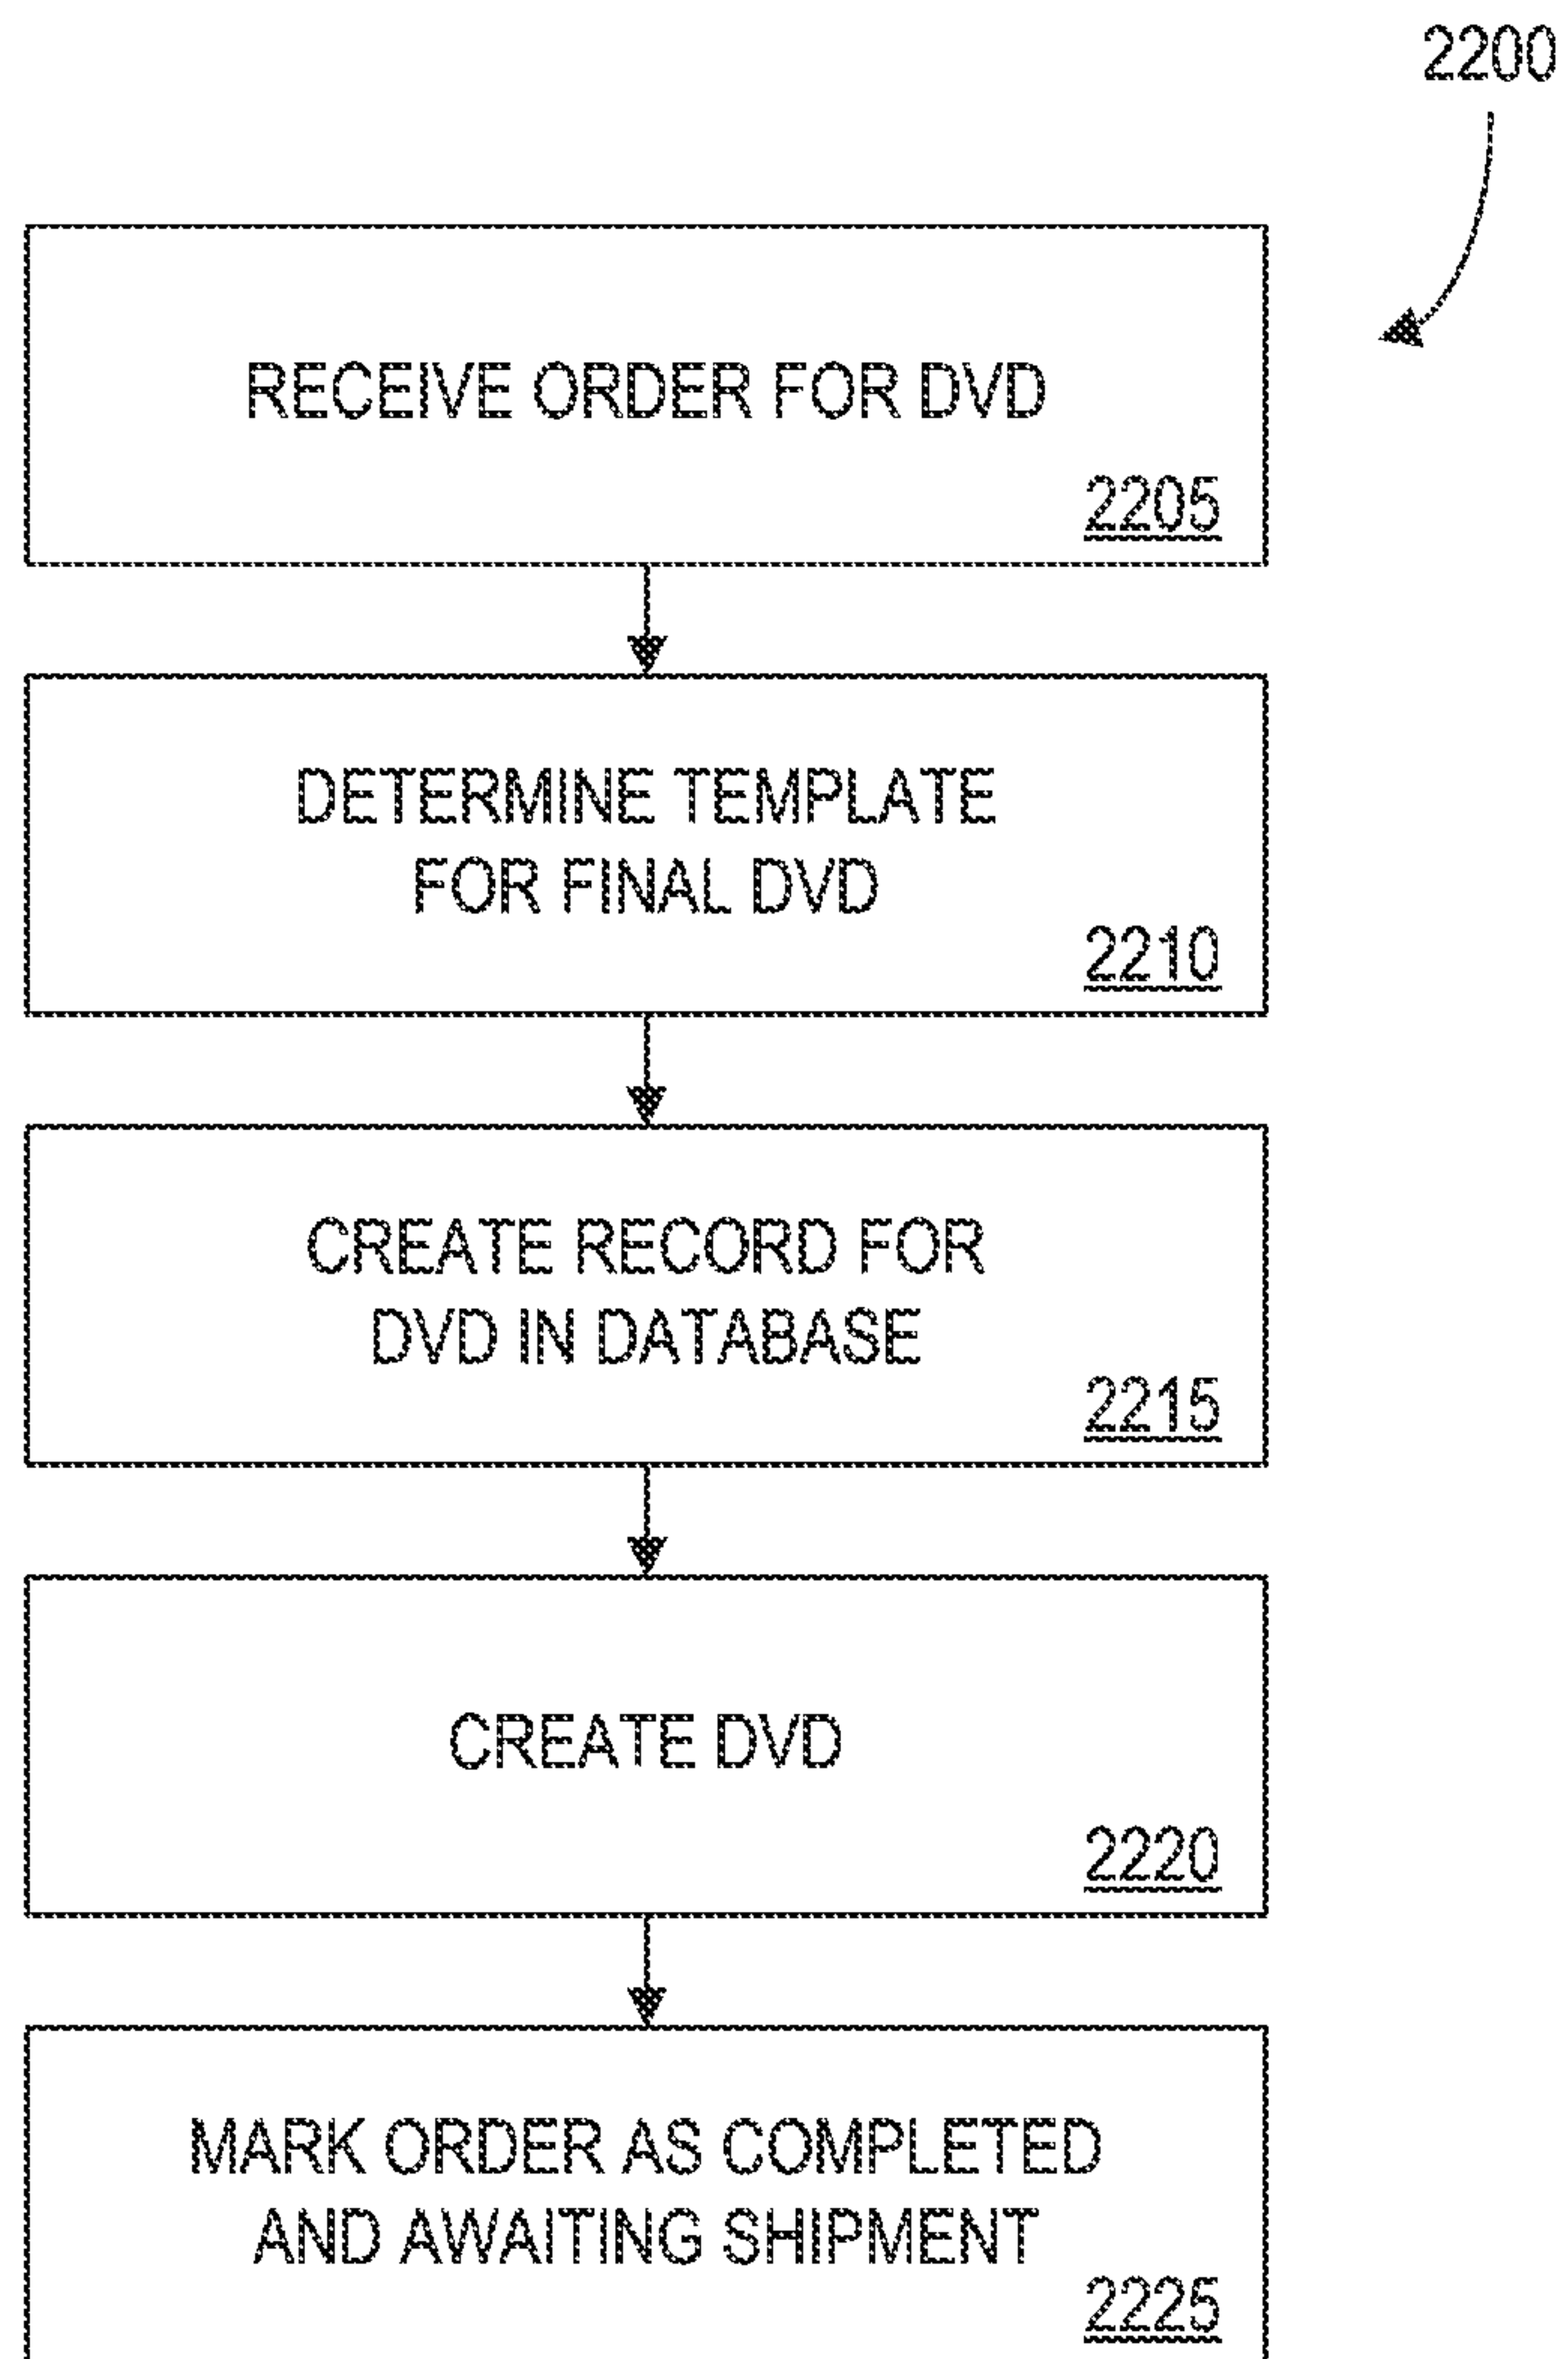 2200
RECEIVE ORDER FOR DVD
2205
DETERMINE TEMPLATE
FOR FINAL DVD
2210
CREATE RECORD FOR
DVD IN DATABASE
2215
CREATE DVD
2220
MARK ORDER AS COMPLETED
AND AWAITING SHIPMENT
2225